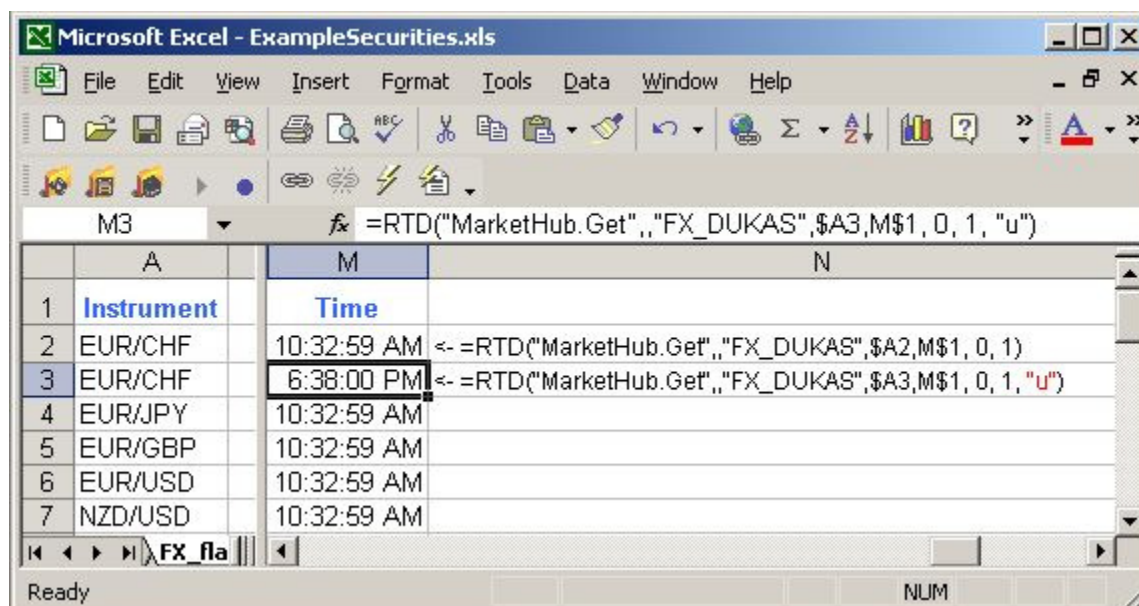 Microsoft Excel - ExampleSecurities.xls
File Edit View Insert Format Tools Data Window Help
M3 fx =RTD("MarketHub.Get",,"FX_DUKAS",$A3,M$1, 0, 1, "u")
A M N
1 Instrument Time
2 EUR/CHF 10:32:59 AM <- =RTD("MarketHub.Get",,"FX_DUKAS",$A2,M$1, 0, 1)
3 EUR/CHF 6:38:00 PM <- =RTD("MarketHub.Get",,"FX_DUKAS",$A3,M$1, 0, 1, "u")
4 EUR/JPY 10:32:59 AM
5 EUR/GBP 10:32:59 AM
6 EUR/USD 10:32:59 AM
7 NZD/USD 10:32:59 AM
FX_fla
Ready NUM